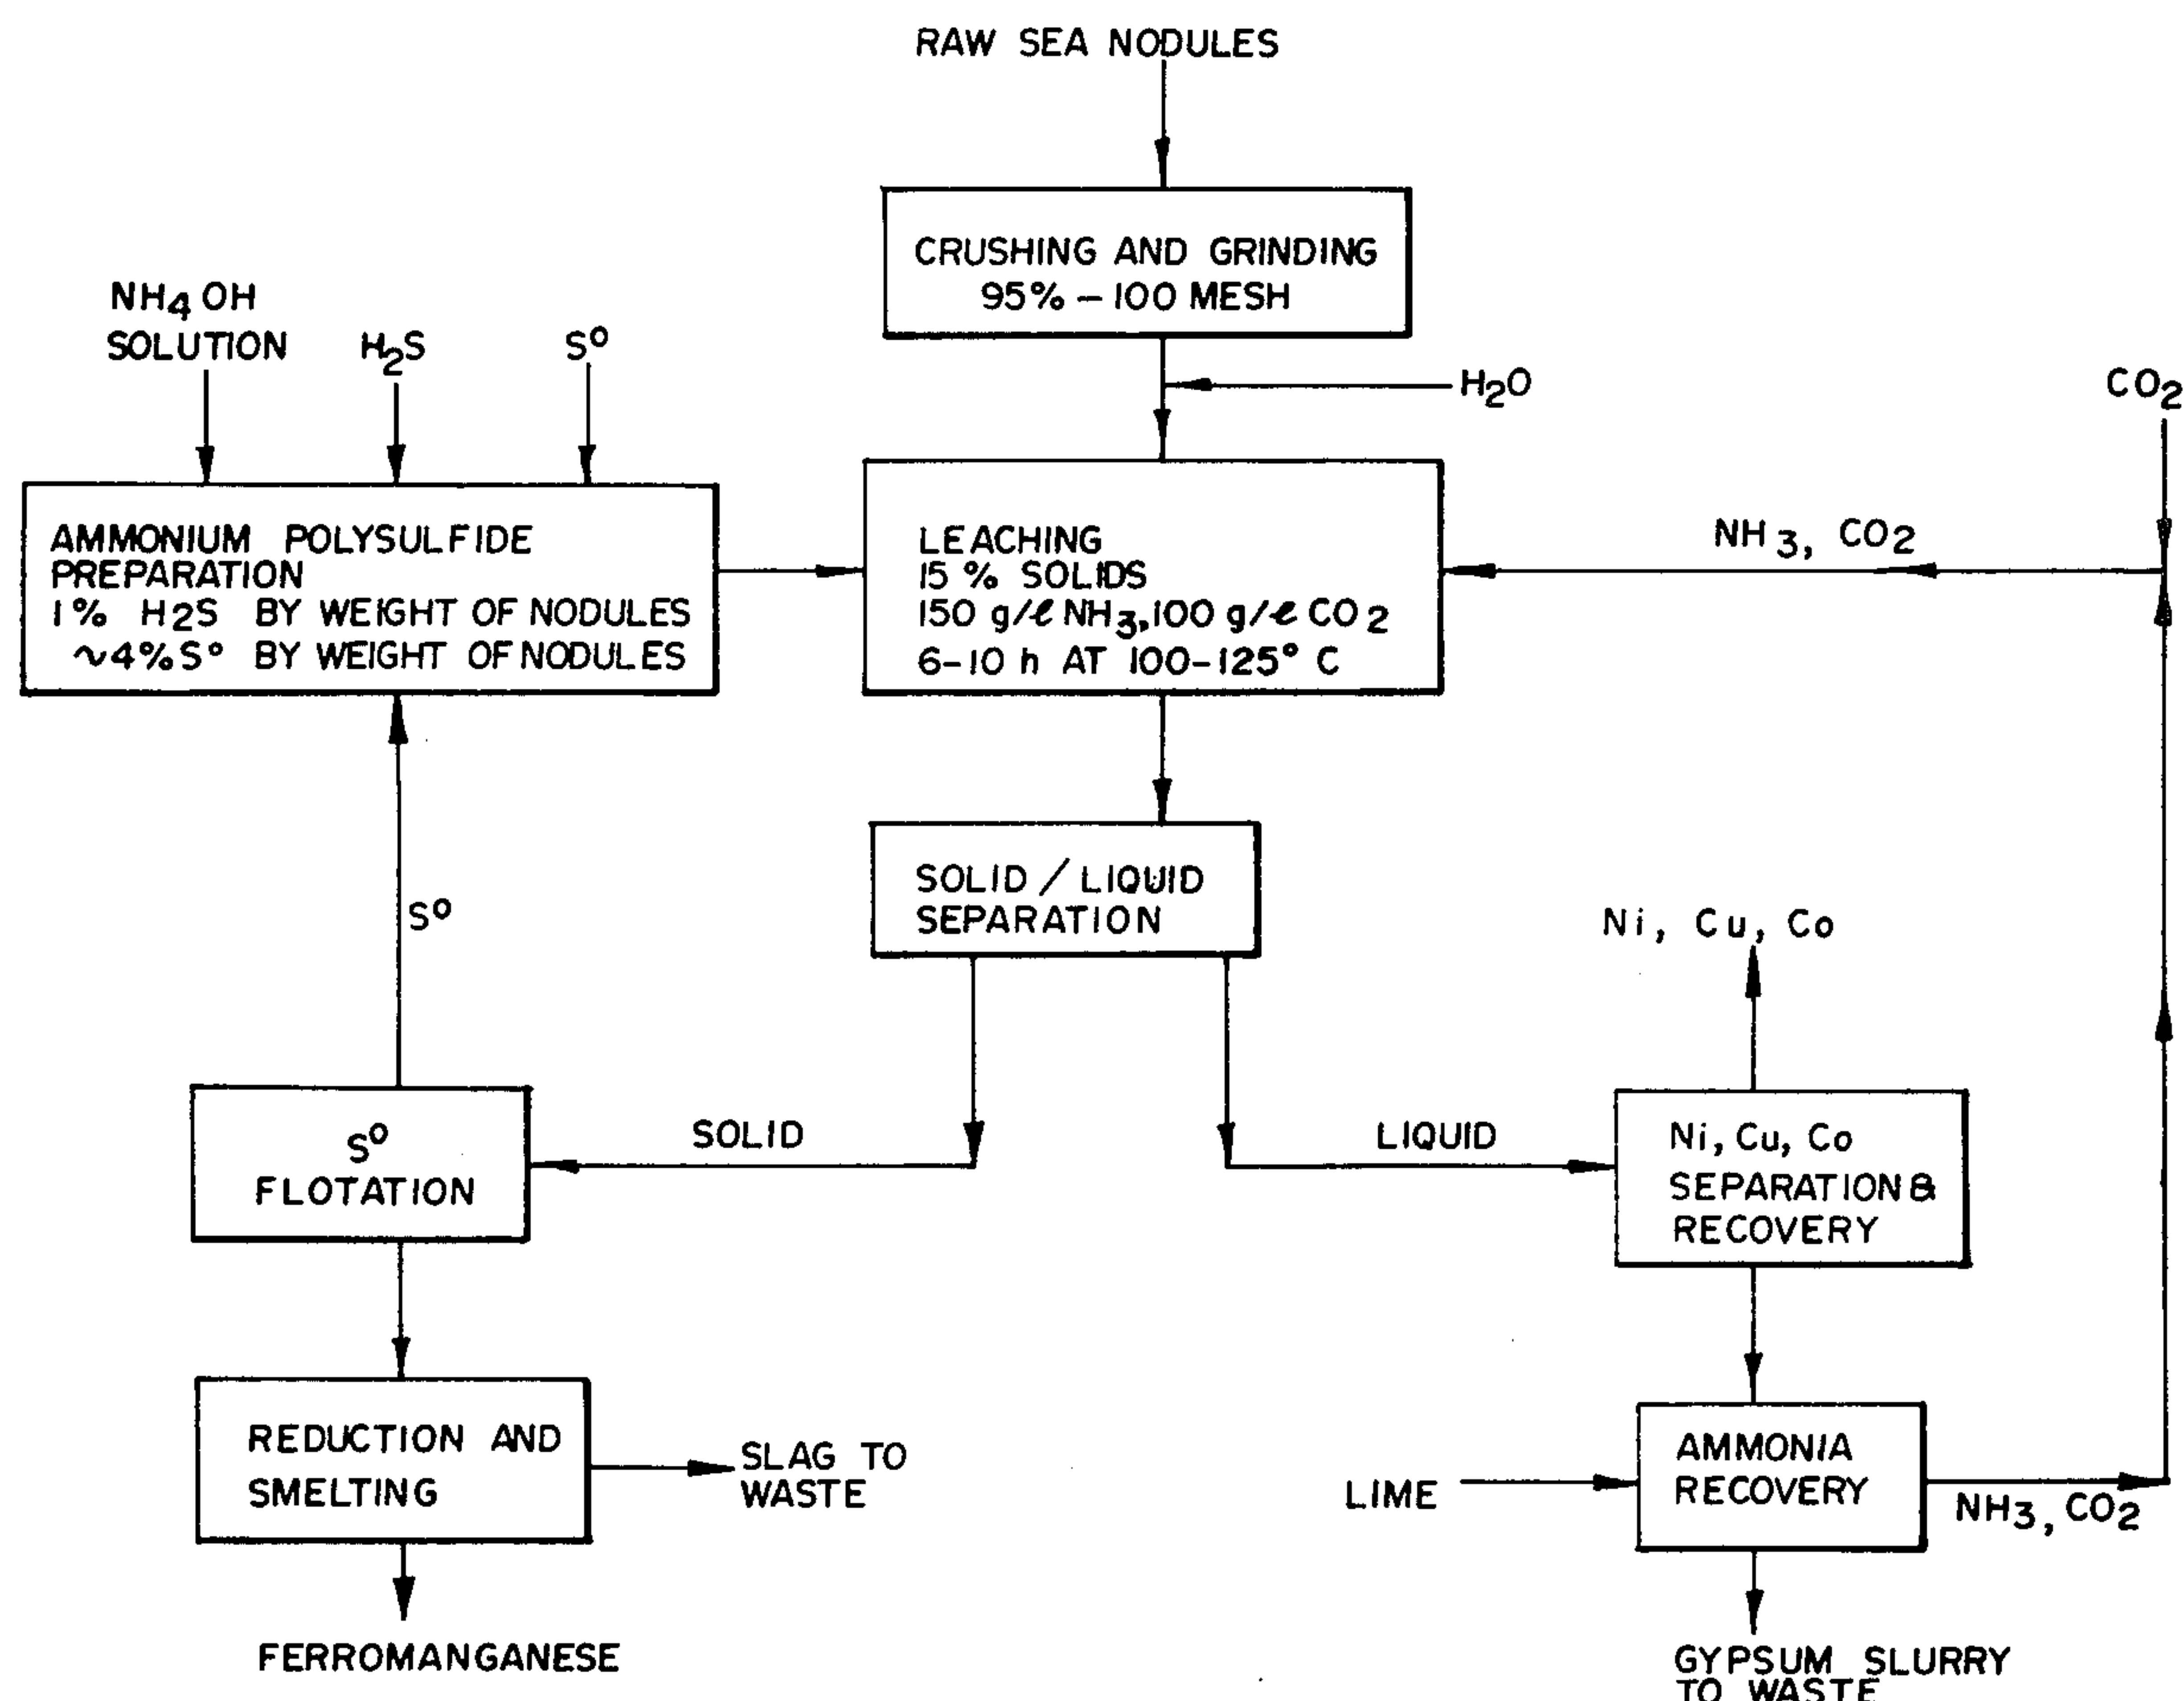 RAW SEA NODULES
CRUSHING AND GRINDING
95% – 100 MESH
H₂O
NH₄OH
SOLUTION
H₂S
S°
CO₂
AMMONIUM POLYSULFIDE
PREPARATION
1% H₂S BY WEIGHT OF NODULES
~4% S° BY WEIGHT OF NODULES
LEACHING
15 % SOLIDS
150 g/ℓ NH₃, 100 g/ℓ CO₂
6-10 h AT 100-125° C
NH₃, CO₂
SOLID / LIQUID
SEPARATION
S°
Ni, Cu, Co
S°
FLOTATION
SOLID
LIQUID
Ni, Cu, Co
SEPARATION &
RECOVERY
REDUCTION AND
SMELTING
SLAG TO
WASTE
LIME
AMMONIA
RECOVERY
NH₃, CO₂
FERROMANGANESE
GYPSUM SLURRY
TO WASTE